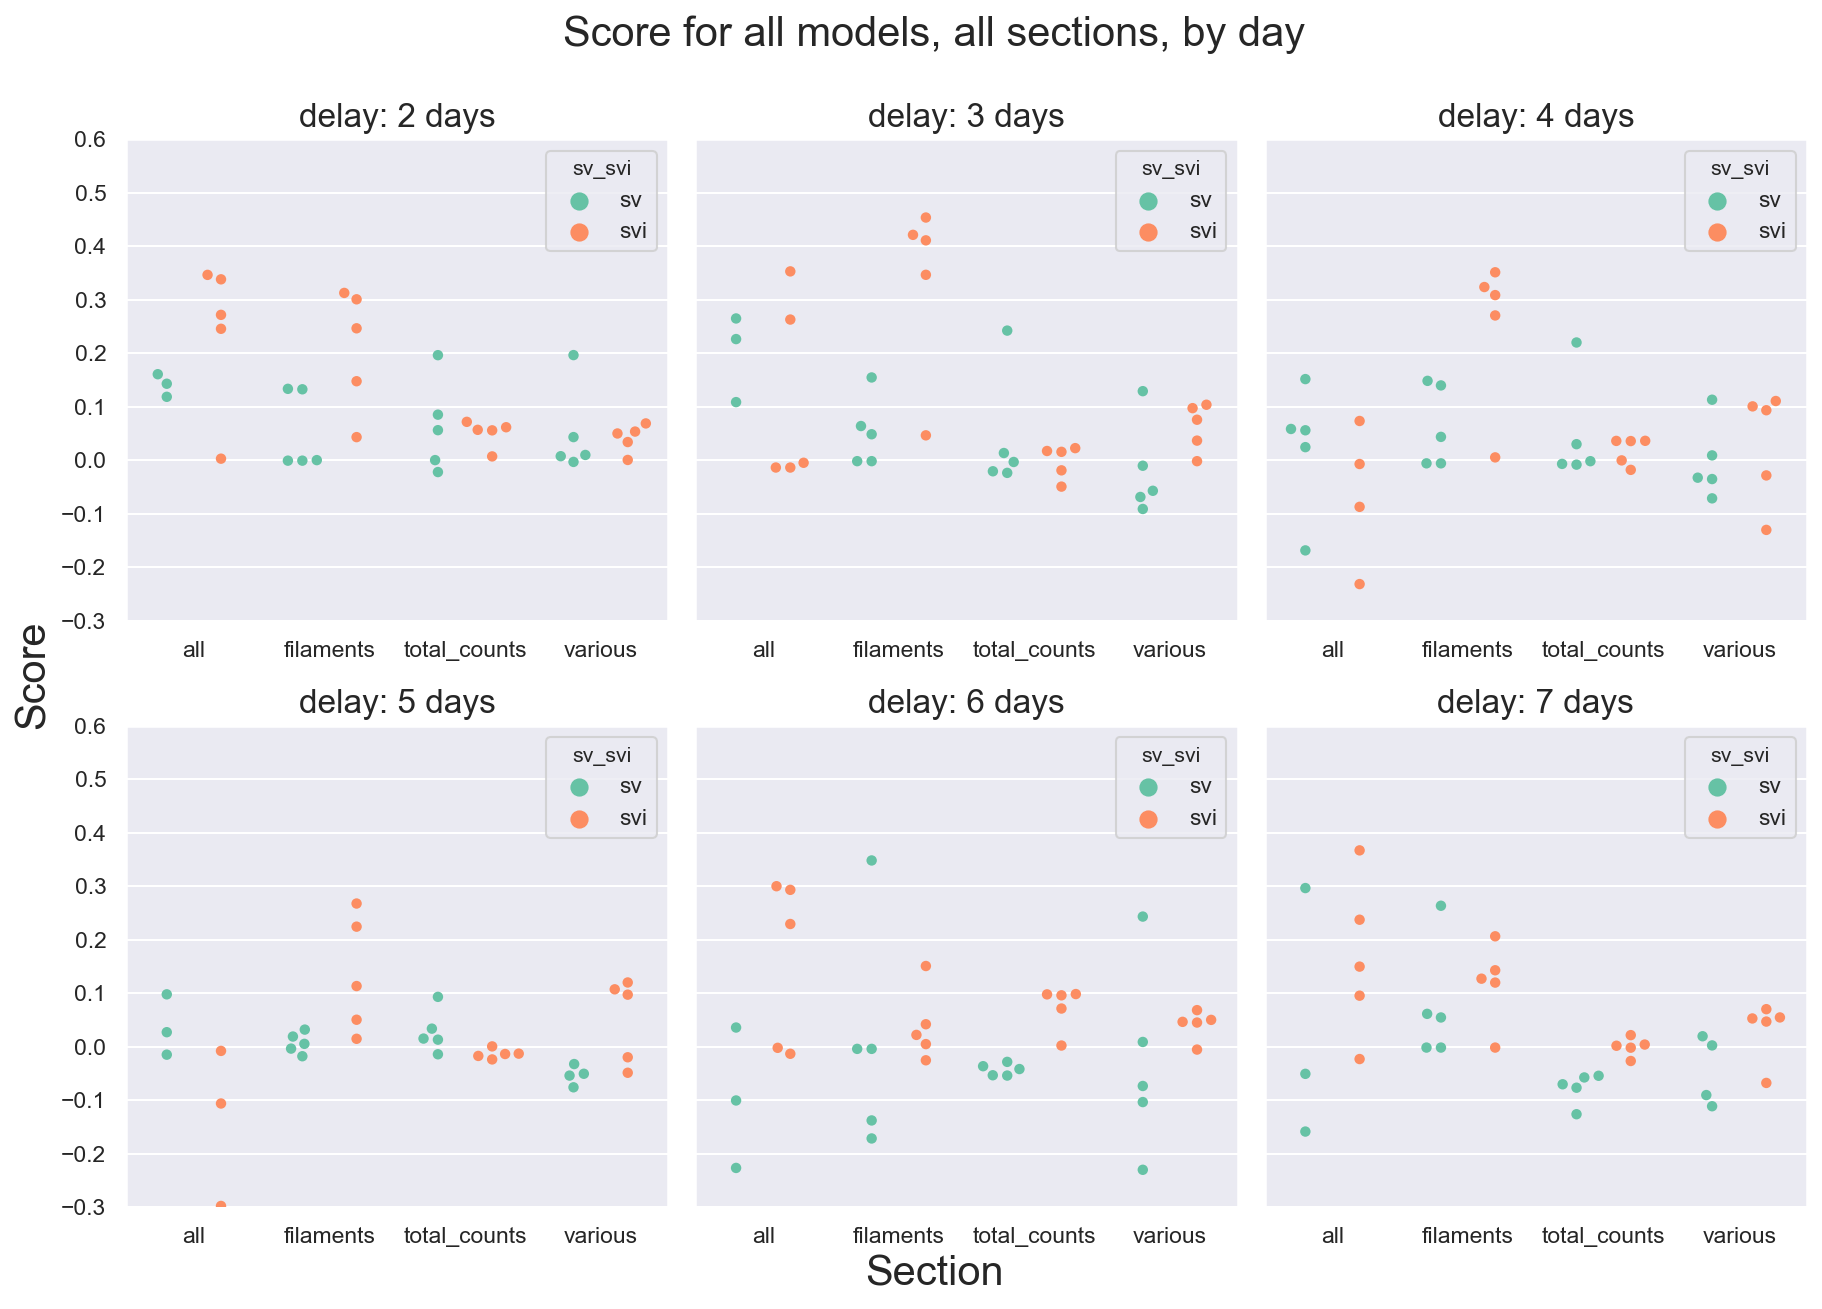 Score for all models, all sections, by day
delay: 2 days
delay: 3 days
delay: 4 days
0.6
0.5
0.4
0.3
0.2
0.1
0.0
−0.1
−0.2
−0.3
sv_svi
sv
svi
sv_svi
sv
svi
sv_svi
sv
svi
all filaments total_counts various
all filaments total_counts various
all filaments total_counts various
Score
delay: 5 days
delay: 6 days
delay: 7 days
0.6
0.5
0.4
0.3
0.2
0.1
0.0
−0.1
−0.2
−0.3
sv_svi
sv
svi
sv_svi
sv
svi
sv_svi
sv
svi
all filaments total_counts various
all filaments total_counts various
all filaments total_counts various
Section